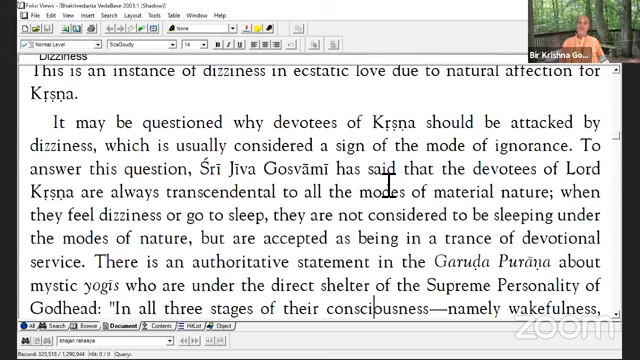 Folio Views - [Bhaktivedanta VedaBase 2003.1 (Shadow)]
File Edit View Search Insert Layout Tools Window Help
<None>
Normal Level ScaGoudy 14 B I U
Dizziness
Bir Krishna Go...
This is an instance of dizziness in ecstatic love due to natural affection for
Kṛṣṇa.
It may be questioned why devotees of Kṛṣṇa should be attacked by
dizziness, which is usually considered a sign of the mode of ignorance. To
answer this question, Śrī Jīva Gosvāmī has said that the devotees of Lord
Kṛṣṇa are always transcendental to all the modes of material nature; when
they feel dizziness or go to sleep, they are not considered to be sleeping under
the modes of nature, but are accepted as being in a trance of devotional
service. There is an authoritative statement in the Garuḍa Purāṇa about
mystic yogīs who are under the direct shelter of the Supreme Personality of
Godhead: "In all three stages of their consciousness—namely wakefulness,
All Search Browse Document Contents HitList Object
bhajan rahasya
Record: 325,518 / 1,298,944 Hit: 0 / 0
zoom